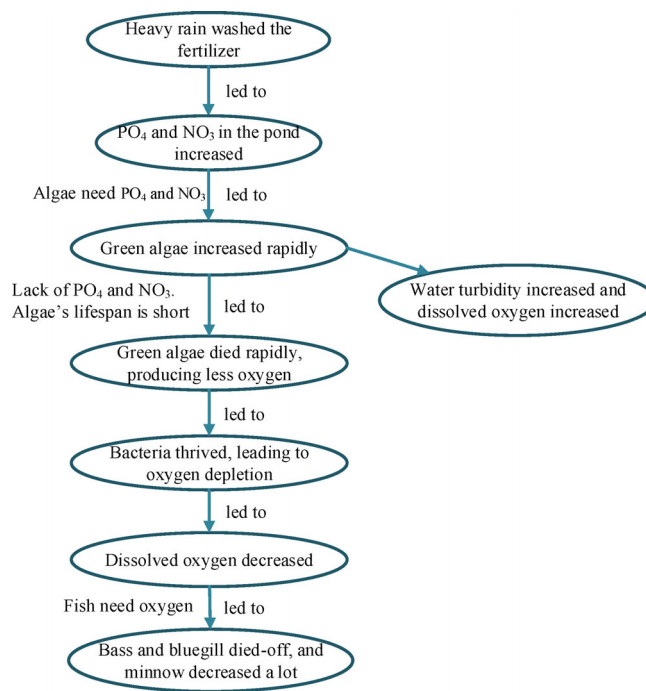 Heavy rain washed the
fertilizer
led to
PO₄ and NO₃ in the pond
increased
Algae need PO₄ and NO₃
led to
Green algae increased rapidly
Water turbidity increased and
dissolved oxygen increased
Lack of PO₄ and NO₃.
Algae's lifespan is short
led to
Green algae died rapidly,
producing less oxygen
led to
Bacteria thrived, leading to
oxygen depletion
led to
Dissolved oxygen decreased
Fish need oxygen
led to
Bass and bluegill died-off, and
minnow decreased a lot